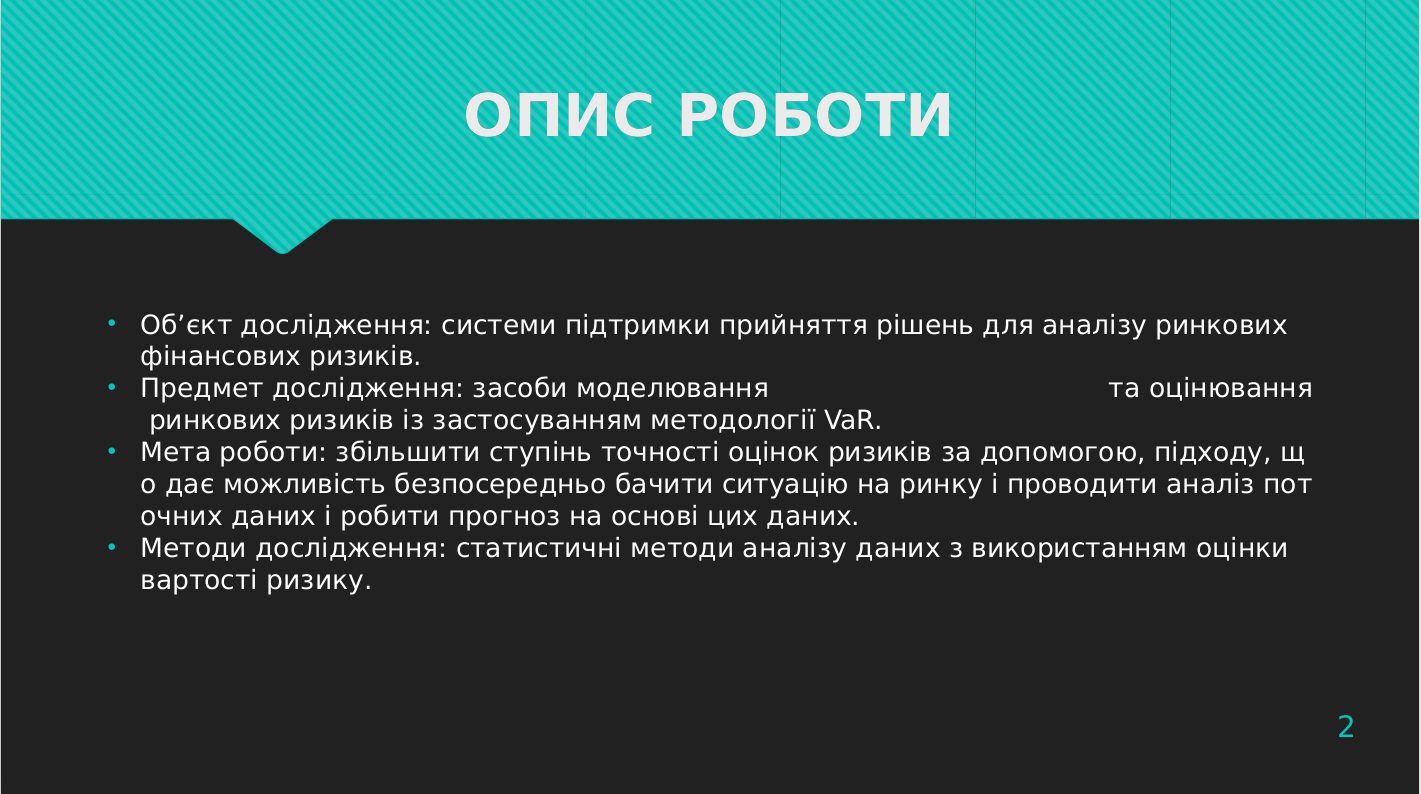 ОПИС РОБОТИ
• Об’єкт дослідження: системи підтримки прийняття рішень для аналізу ринкових
фінансових ризиків.
• Предмет дослідження: засоби моделювання та оцінювання
ринкових ризиків із застосуванням методології VaR.
• Мета роботи: збільшити ступінь точності оцінок ризиків за допомогою, підходу, щ
о дає можливість безпосередньо бачити ситуацію на ринку і проводити аналіз пот
очних даних і робити прогноз на основі цих даних.
• Методи дослідження: статистичні методи аналізу даних з використанням оцінки
вартості ризику.
2